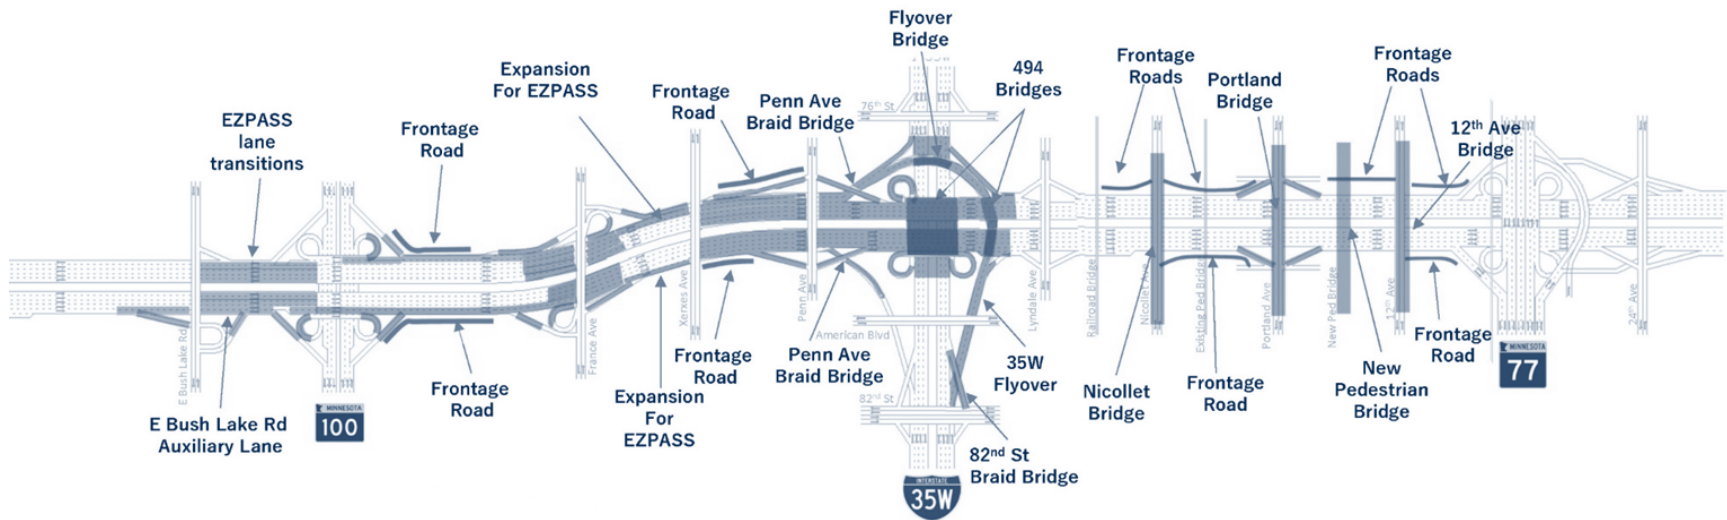 Flyover
Bridge
Frontage
Roads
Frontage
Roads
494
Bridges
Expansion
For EZPASS
Portland
Bridge
Frontage
Road
Penn Ave
Braid Bridge
76th St
EZPASS
lane
transitions
Frontage
Road
12th Ave
Bridge
E Bush Lake Rd
France Ave
Xerxes Ave
Penn Ave
American Blvd
Lyndale Ave
Railroad Bridge
Nicollet Ave
Existing Ped Bridge
Portland Ave
New Ped Bridge
12th Ave
24th Ave
Frontage
Road
Penn Ave
Braid Bridge
35W
Flyover
Frontage
Road
MINNESOTA
77
New
Pedestrian
Bridge
Nicollet
Bridge
Frontage
Road
Frontage
Road
Expansion
For
EZPASS
82nd St
MINNESOTA
100
E Bush Lake Rd
Auxiliary Lane
82nd St
Braid Bridge
INTERSTATE
35W